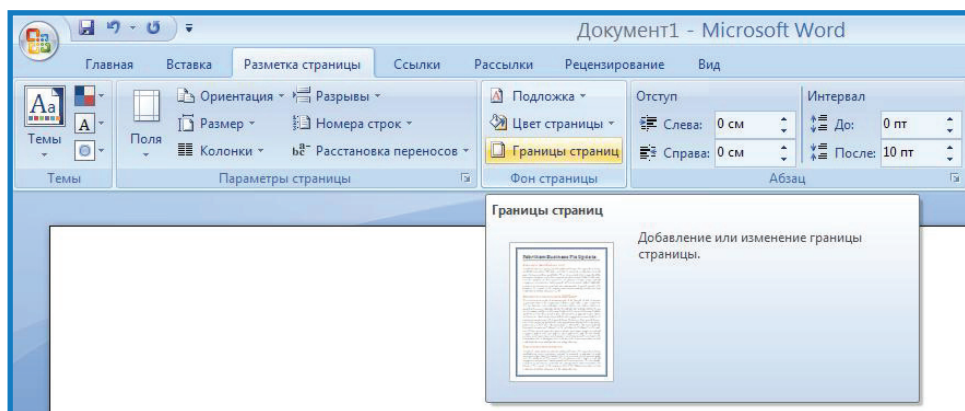 Документ1 - Microsoft Word
Главная Вставка Разметка страницы Ссылки Рассылки Рецензирование Вид
Aa Ориентация Разрывы Подложка Отступ Интервал
A Размер Номера строк Цвет страницы Слева: 0 см До: 0 пт
Темы Поля Колонки bc Расстановка переносов Границы страниц Справа: 0 см После: 10 пт
Темы Параметры страницы Фон страницы Абзац
Границы страниц
Добавление или изменение границы
страницы.